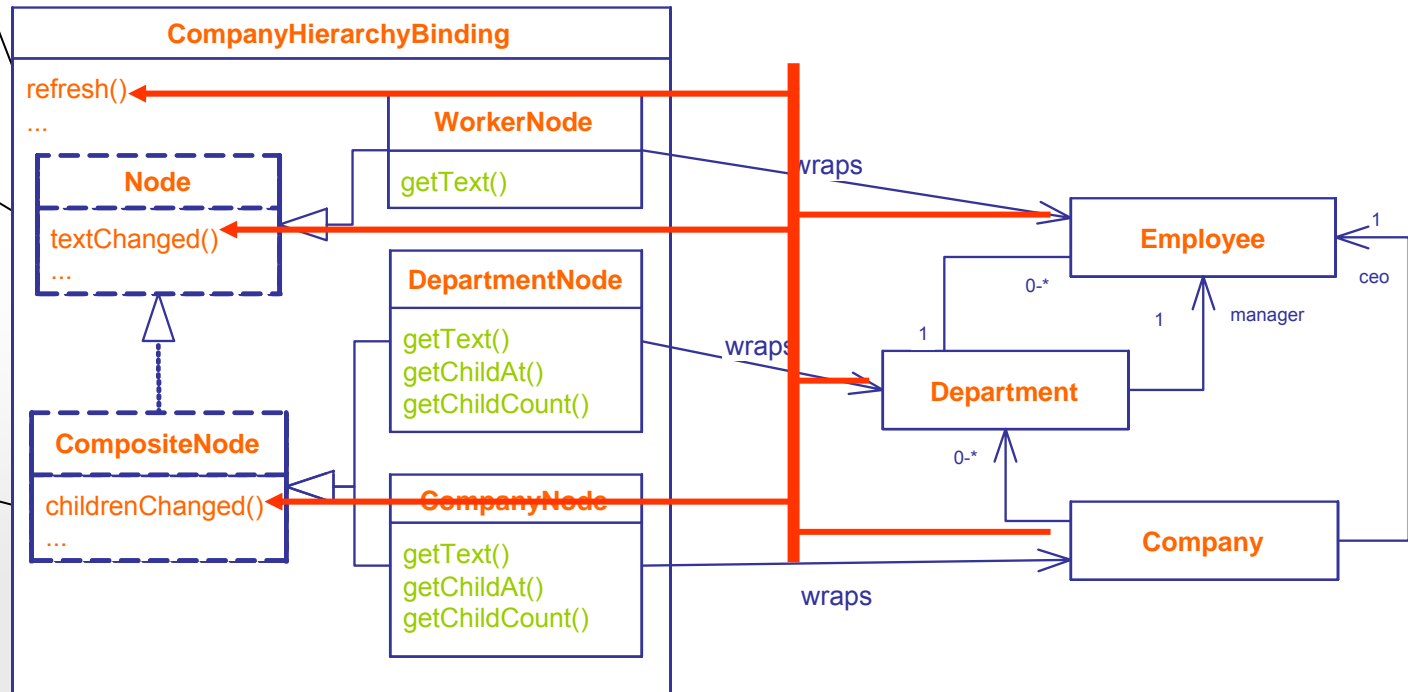 CompanyHierarchyBinding
refresh()
...
Node
textChanged()
...
CompositeNode
childrenChanged()
...
WorkerNode
getText()
DepartmentNode
getText()
getChildAt()
getChildCount()
CompanyNode
getText()
getChildAt()
getChildCount()
wraps
wraps
wraps
Employee
1
ceo
0-*
1
1
manager
Department
0-*
Company